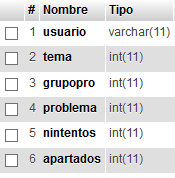 # Nombre Tipo
1 usuario varchar(11)
2 tema int(11)
3 grupopro int(11)
4 problema int(11)
5 nintentos int(11)
6 apartados int(11)